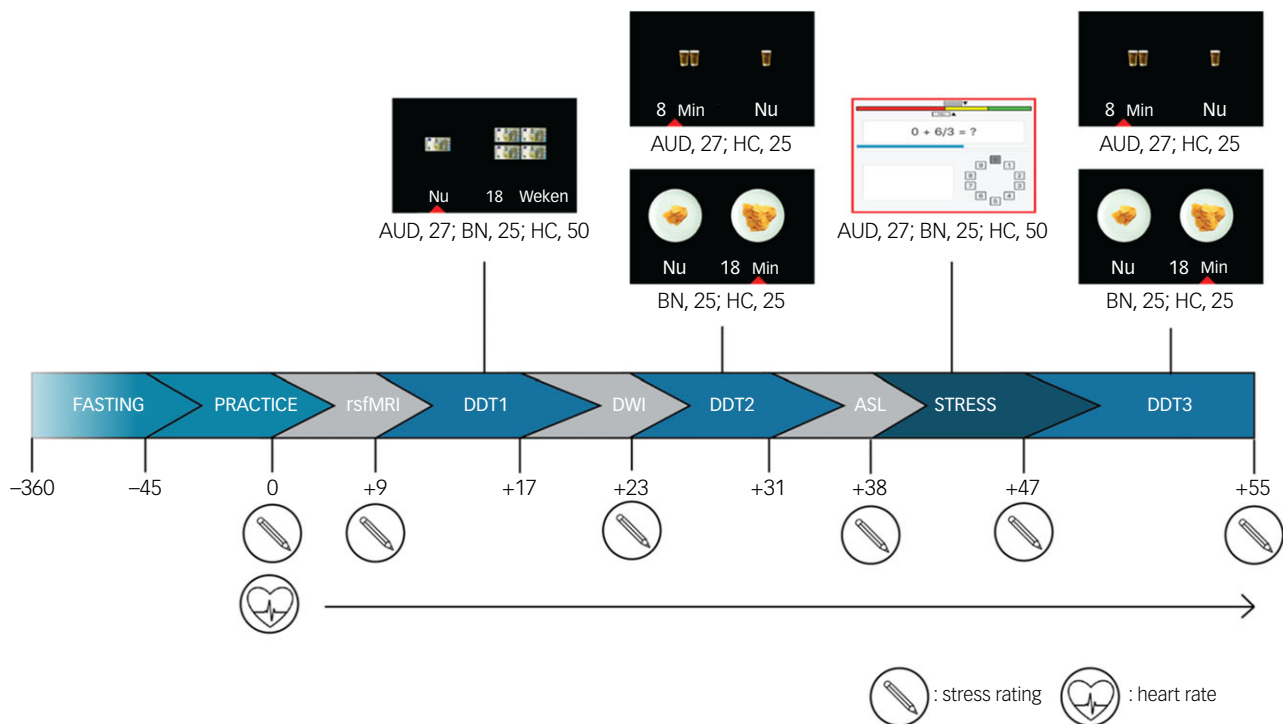 8 Min Nu
AUD, 27; HC, 25
8 Min Nu
AUD, 27; HC, 25
Nu 18 Weken
AUD, 27; BN, 25; HC, 50
0 + 6/3 = ?
AUD, 27; BN, 25; HC, 50
Nu 18 Min
BN, 25; HC, 25
Nu 18 Min
BN, 25; HC, 25
FASTING PRACTICE rsfMRI DDT1 DWI DDT2 ASL STRESS DDT3
–360 –45 0 +9 +17 +23 +31 +38 +47 +55
: stress rating : heart rate